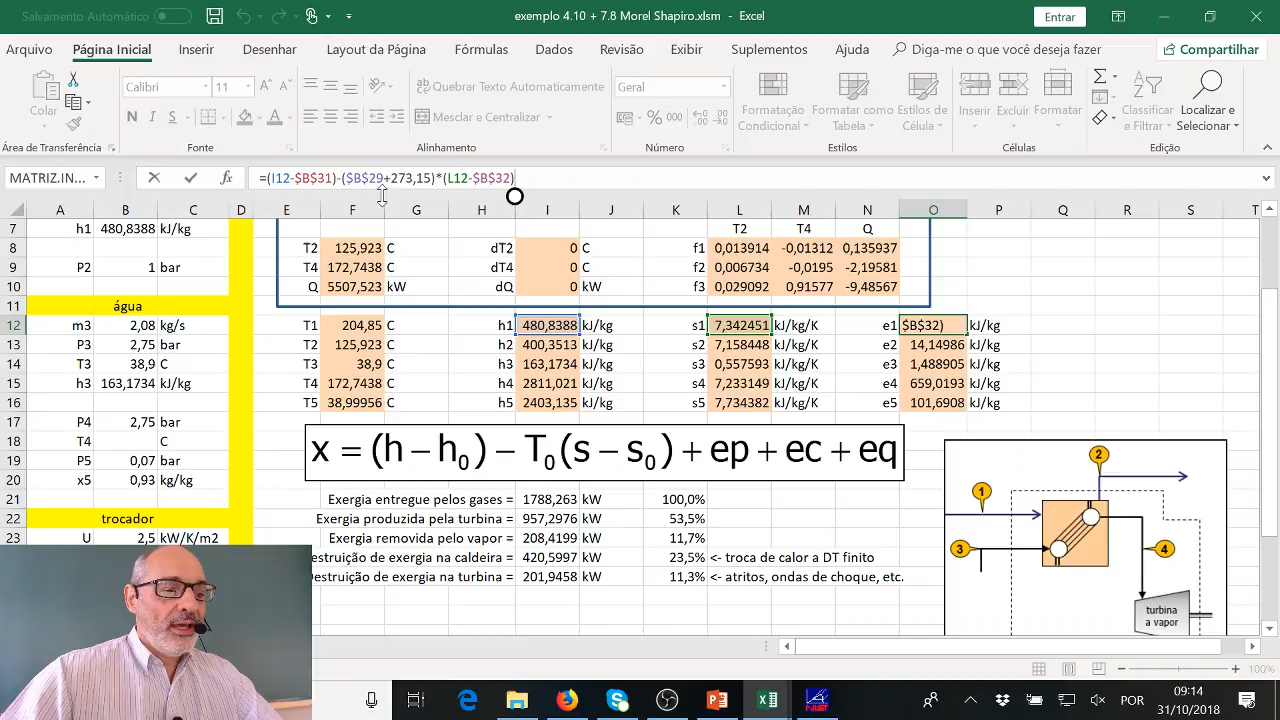 Salvamento Automático
exemplo 4.10 + 7.8 Morel Shapiro.xlsm - Excel
Entrar
Arquivo Página Inicial Inserir Desenhar Layout da Página Fórmulas Dados Revisão Exibir Suplementos Ajuda Diga-me o que você deseja fazer Compartilhar
Colar Calibri 11 Quebrar Texto Automaticamente Geral
N I S Mesclar e Centralizar % 000
Formatação Condicional Formatar como Tabela Estilos de Célula Inserir Excluir Formatar Classificar e Filtrar Localizar e Selecionar
Área de Transferência Fonte Alinhamento Número Estilos Células Edição
MATRIZ.IN... fx =(I12-$B$31)-($B$29+273,15)*(L12-$B$32)
A B C D E F G H I J K L M N O P Q R S T
7 h1 480,8388 kJ/kg T2 T4 Q
8 T2 125,923 C dT2 0 C f1 0,013914 -0,01312 0,135937
9 P2 1 bar T4 172,7438 C dT4 0 C f2 0,006734 -0,0195 -2,19581
10 Q 5507,523 kW dQ 0 kW f3 0,029092 0,91577 -9,48567
11 água
12 m3 2,08 kg/s T1 204,85 C h1 480,8388 kJ/kg s1 7,342451 kJ/kg/K e1 $B$32) kJ/kg
13 P3 2,75 bar T2 125,923 C h2 400,3513 kJ/kg s2 7,158448 kJ/kg/K e2 14,14986 kJ/kg
14 T3 38,9 C T3 38,9 C h3 163,1734 kJ/kg s3 0,557593 kJ/kg/K e3 1,488905 kJ/kg
15 h3 163,1734 kJ/kg T4 172,7438 C h4 2811,021 kJ/kg s4 7,233149 kJ/kg/K e4 659,0193 kJ/kg
16 T5 38,99956 C h5 2403,135 kJ/kg s5 7,734382 kJ/kg/K e5 101,6908 kJ/kg
17 P4 2,75 bar
18 T4 C
19 P5 0,07 bar
20 x5 0,93 kg/kg
x = (h − h0) − T0(s − s0) + ep + ec + eq
21 Exergia entregue pelos gases = 1788,263 kW 100,0%
22 trocador Exergia produzida pela turbina = 957,2976 kW 53,5%
23 U 2,5 kW/K/m2 Exergia removida pelo vapor = 208,4199 kW 11,7%
estruição de exergia na caldeira = 420,5997 kW 23,5% <- troca de calor a DT finito
estruição de exergia na turbina = 201,9458 kW 11,3% <- atritos, ondas de choque, etc.
2
1
3
4
turbina a vapor
100%
POR
09:14
31/10/2018